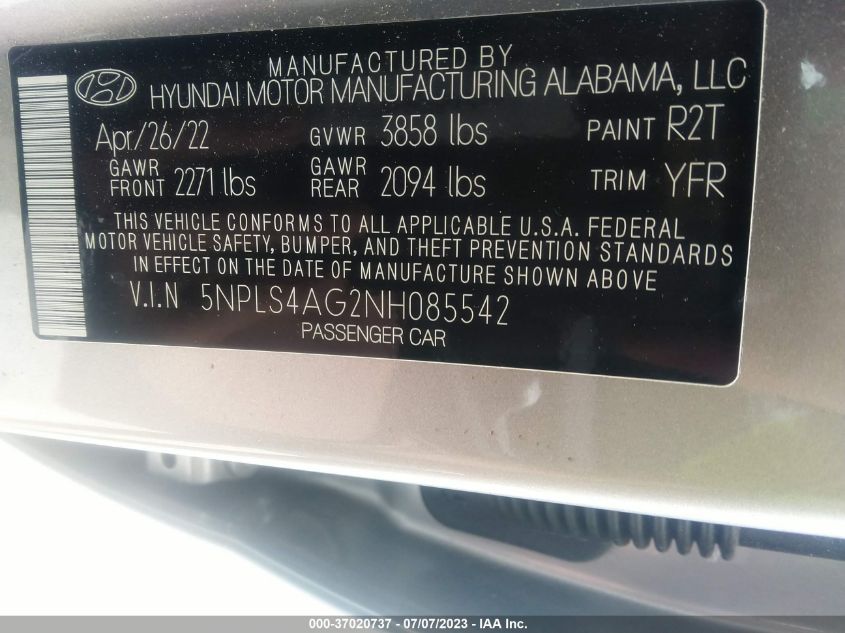 MANUFACTURED BY
HYUNDAI MOTOR MANUFACTURING ALABAMA, LLC
Apr/26/22 GVWR 3858 lbs PAINT R2T
GAWR FRONT 2271 lbs GAWR REAR 2094 lbs TRIM YFR
THIS VEHICLE CONFORMS TO ALL APPLICABLE U.S.A. FEDERAL
MOTOR VEHICLE SAFETY, BUMPER, AND THEFT PREVENTION STANDARDS
IN EFFECT ON THE DATE OF MANUFACTURE SHOWN ABOVE
V.I.N 5NPLS4AG2NH085542
PASSENGER CAR
000-37020737 - 07/07/2023 - IAA Inc.